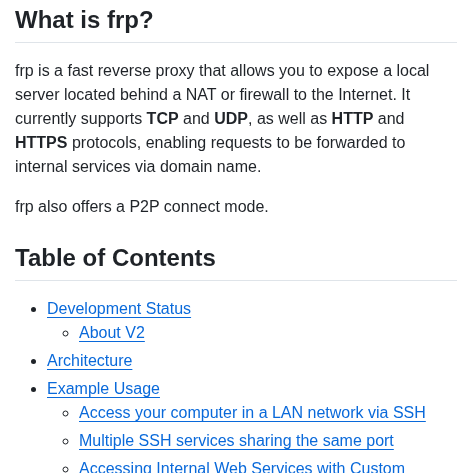 What is frp?
frp is a fast reverse proxy that allows you to expose a local
server located behind a NAT or firewall to the Internet. It
currently supports TCP and UDP, as well as HTTP and
HTTPS protocols, enabling requests to be forwarded to
internal services via domain name.
frp also offers a P2P connect mode.
Table of Contents
Development Status
About V2
Architecture
Example Usage
Access your computer in a LAN network via SSH
Multiple SSH services sharing the same port
Accessing Internal Web Services with Custom